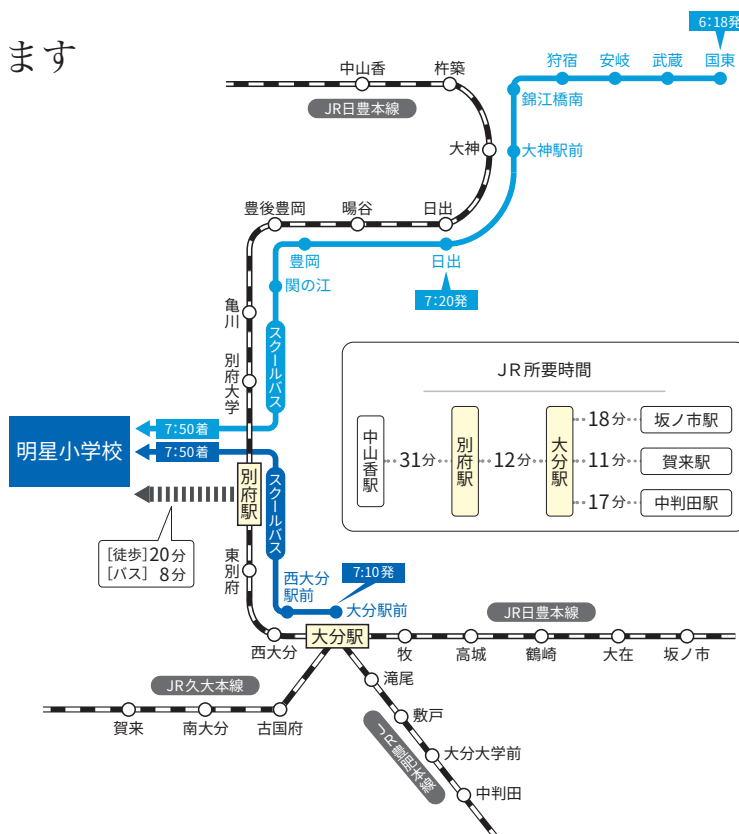 ます
6:18発
狩宿
安岐
武蔵
国東
錦江橋南
大神駅前
中山香
杵築
JR日豊本線
大神
豊後豊岡
暘谷
日出
豊岡
日出
7:20発
関の江
亀川
スクールバス
別府大学
明星小学校
7:50着
7:50着
別府駅
スクールバス
[徒歩]20分
[バス] 8分
東別府
西大分
駅前
7:10発
大分駅前
JR所要時間
中山香駅
31分
別府駅
12分
大分駅
18分
坂ノ市駅
11分
賀来駅
17分
中判田駅
JR日豊本線
西大分
大分駅
牧
高城
鶴崎
大在
坂ノ市
JR久大本線
賀来
南大分
古国府
滝尾
敷戸
JR豊肥本線
大分大学前
中判田